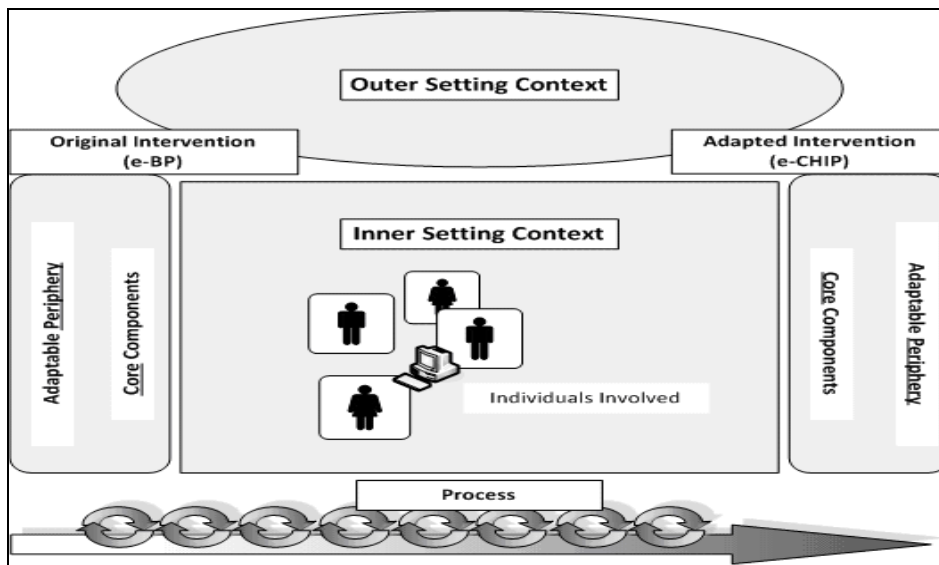 Outer Setting Context
Original Intervention
(e-BP)
Adapted Intervention
(e-CHIP)
Inner Setting Context
Adaptable Periphery
Core Components
Individuals Involved
Core Components
Adaptable Periphery
Process